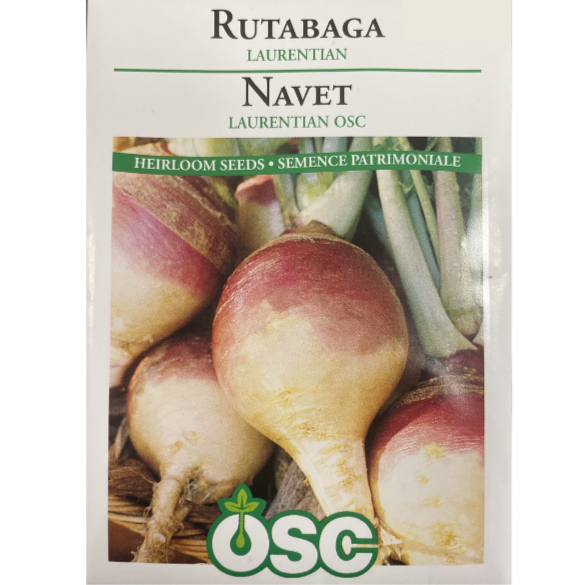 RUTABAGA
LAURENTIAN
NAVET
LAURENTIAN OSC
HEIRLOOM SEEDS • SEMENCE PATRIMONIALE
OSC